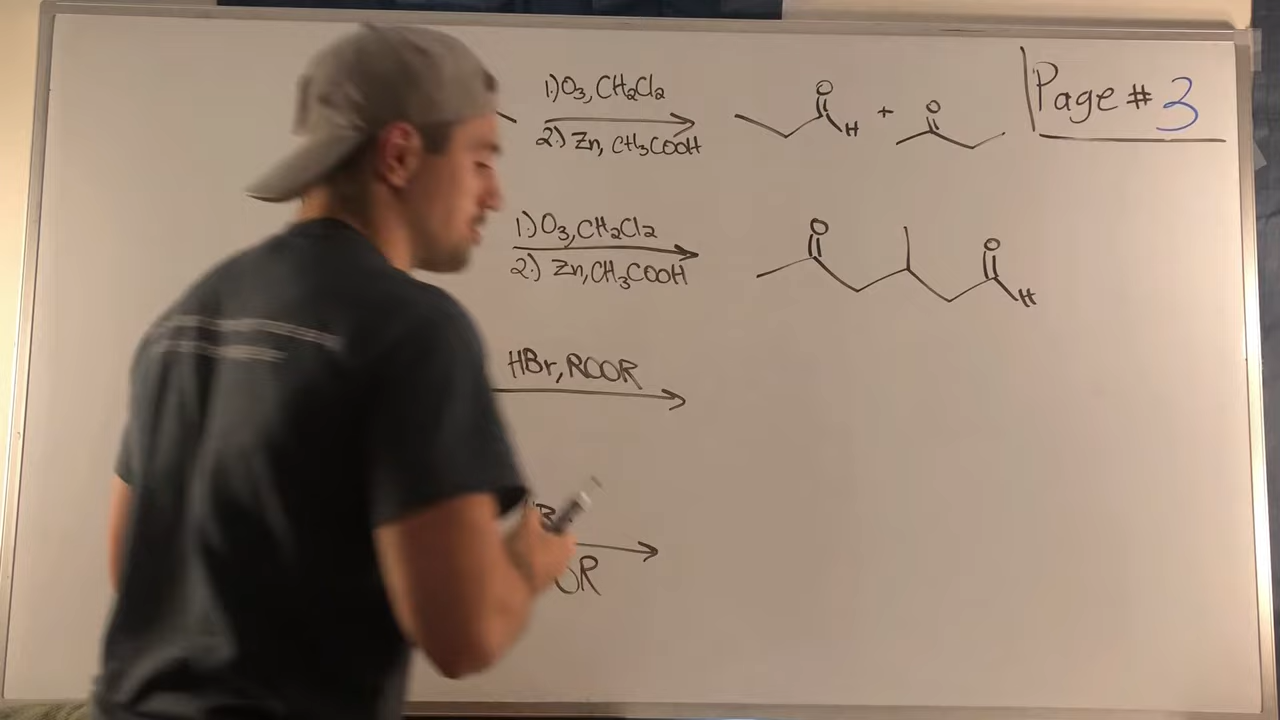 1.) O3, CH2Cl2
2.) Zn, CH3COOH
O
H
+
O
Page # 3
1.) O3, CH2Cl2
2.) Zn, CH3COOH
O
O
H
HBr, ROOR
OR